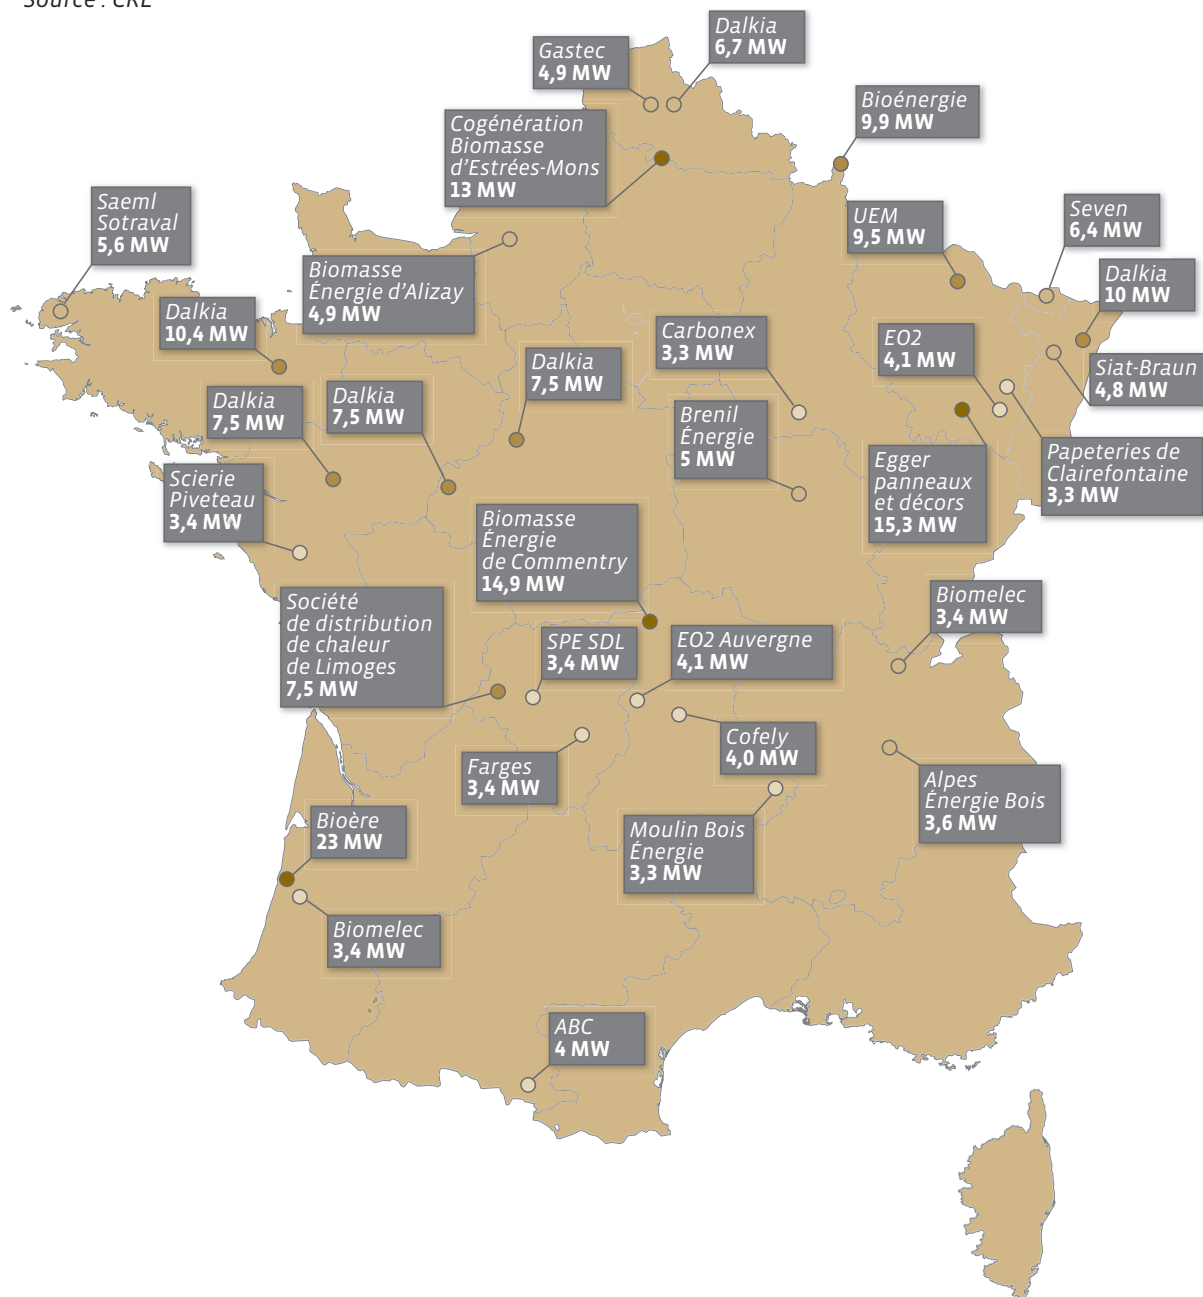 Source : CRE
Dalkia
6,7 MW
Gastec
4,9 MW
Bioénergie
9,9 MW
Cogénération
Biomasse
d'Estrées-Mons
13 MW
Saeml
Sotraval
5,6 MW
UEM
9,5 MW
Seven
6,4 MW
Biomasse
Énergie d'Alizay
4,9 MW
Dalkia
10 MW
Dalkia
10,4 MW
Carbonex
3,3 MW
EO2
4,1 MW
Dalkia
7,5 MW
Siat-Braun
4,8 MW
Dalkia
7,5 MW
Dalkia
7,5 MW
Brenil
Énergie
5 MW
Egger
panneaux
et décors
15,3 MW
Papeteries de
Clairefontaine
3,3 MW
Scierie
Piveteau
3,4 MW
Biomasse
Énergie
de Commentry
14,9 MW
Société
de distribution
de chaleur
de Limoges
7,5 MW
Biomelec
3,4 MW
SPE SDL
3,4 MW
EO2 Auvergne
4,1 MW
Cofely
4,0 MW
Farges
3,4 MW
Alpes
Énergie Bois
3,6 MW
Bioère
23 MW
Moulin Bois
Énergie
3,3 MW
Biomelec
3,4 MW
ABC
4 MW